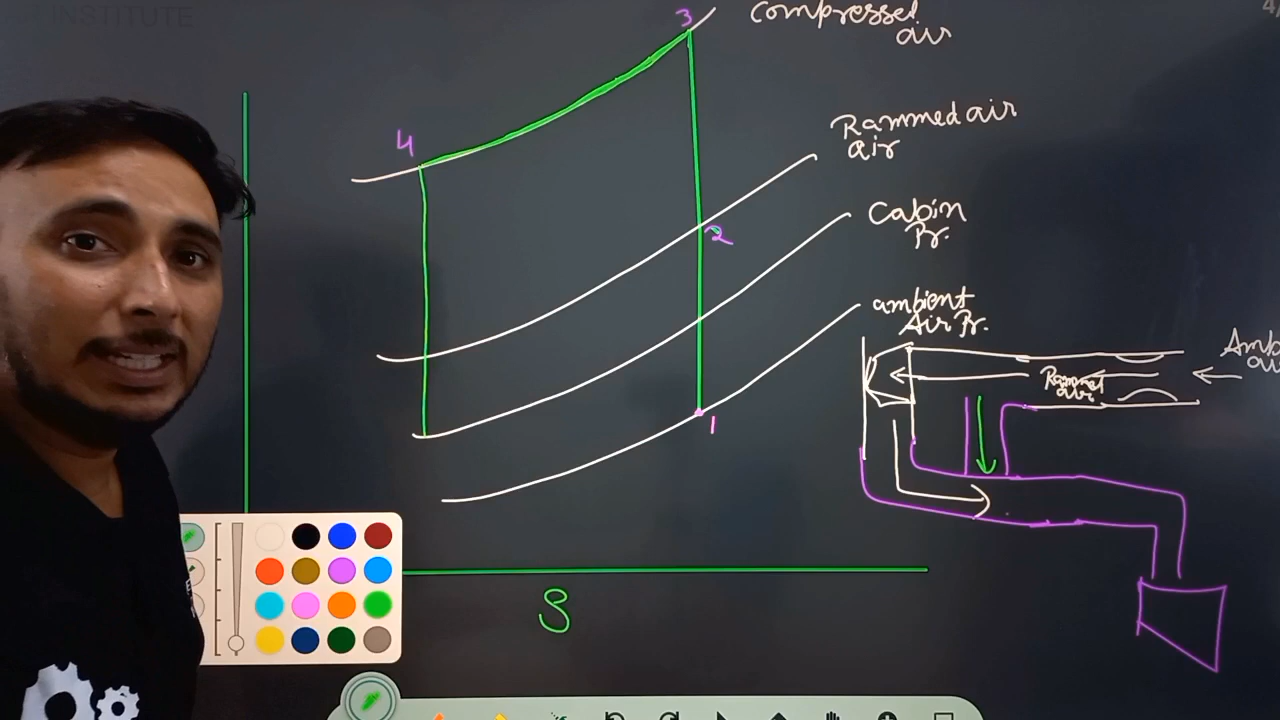 INSTITUTE
3
compressed
air
4
Rammed air
air
2
Cabin
Pr.
ambient
Air Pr.
1
Rammed
air
S